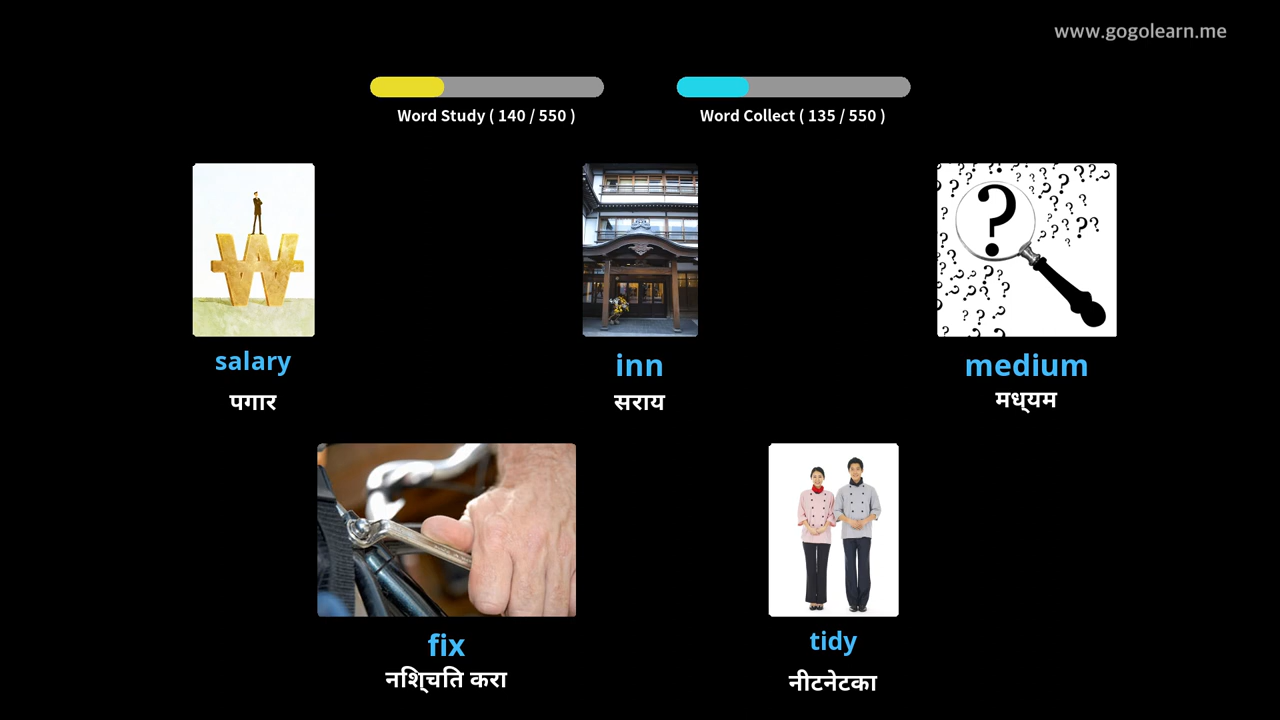 www.gogolearn.me
Word Study ( 140 / 550 )
Word Collect ( 135 / 550 )
salary
पगार
inn
सराय
medium
मध्यम
fix
नश्चिति करा
tidy
नीटनेटका